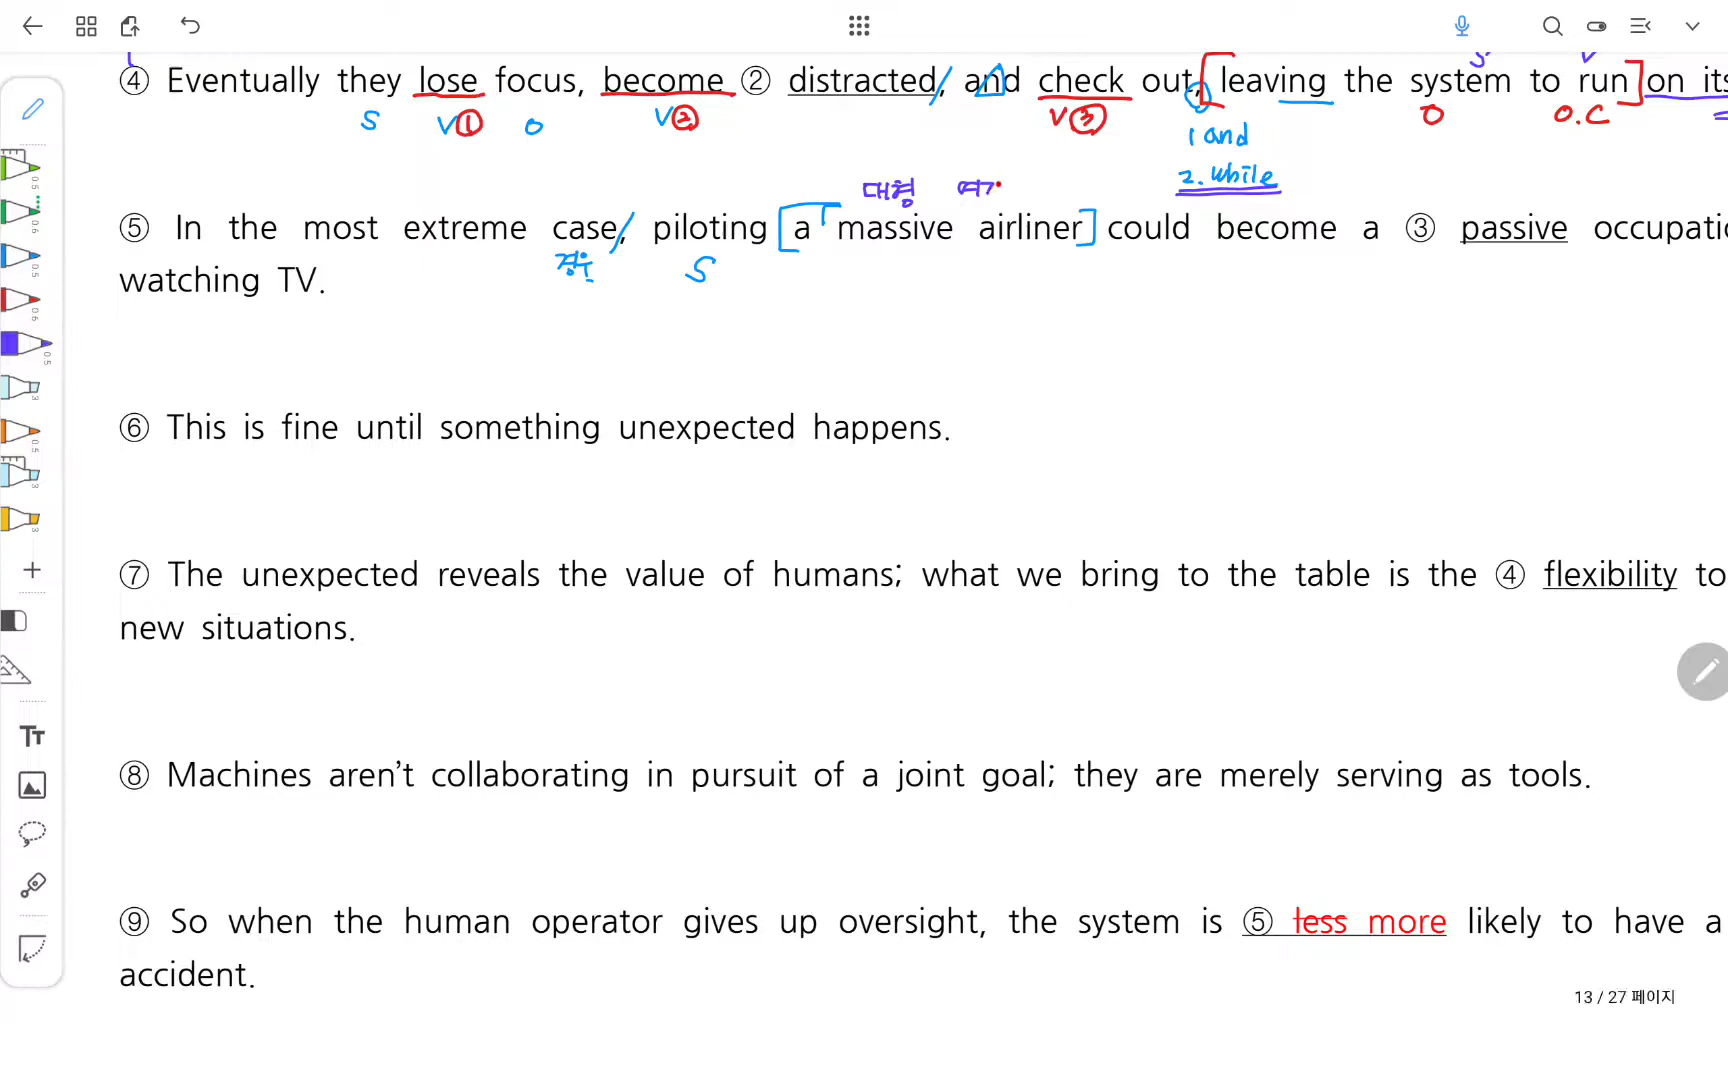 ④ Eventually they lose focus, become ② distracted, and check out, leaving the system to run on its
S V① O V② V③ O O.C
1 and
2. while
대형
⑤ In the most extreme case, piloting a massive airliner could become a ③ passive
경우 S
watching TV.
⑥ This is fine until something unexpected happens.
⑦ The unexpected reveals the value of humans; what we bring to the table is the ④ flexibility to
new situations.
⑧ Machines aren't collaborating in pursuit of a joint goal; they are merely serving as tools.
⑨ So when the human operator gives up oversight, the system is ⑤ less more likely to have a
accident.
13 / 27 페이지